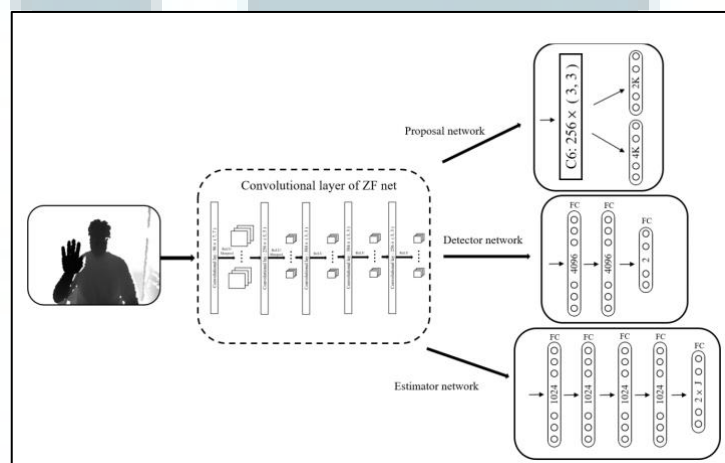 Convolutional layer of ZF net
Proposal network
C6: 256 × ( 3, 3 )
4K
2K
Detector network
FC
4096
FC
4096
FC
2
Estimator network
FC
1024
FC
1024
FC
1024
FC
1024
FC
2 × J